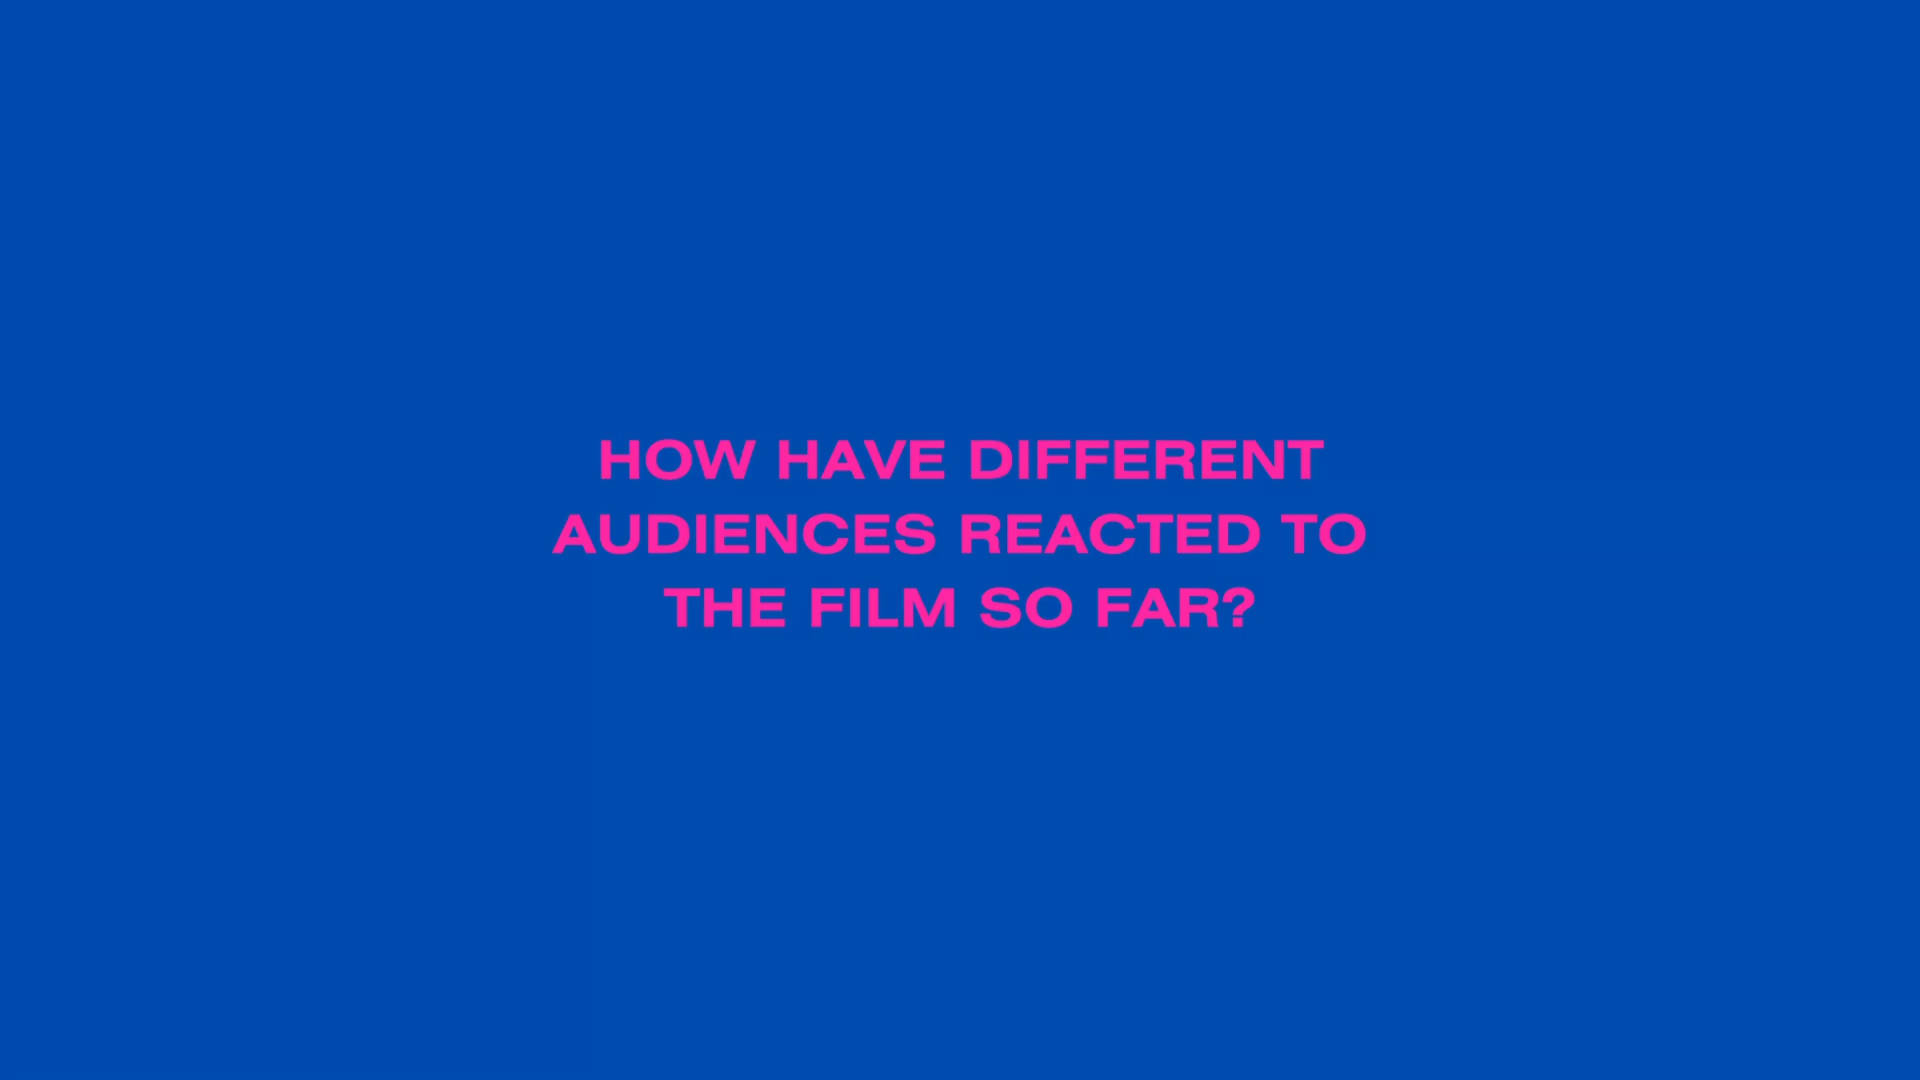 HOW HAVE DIFFERENT
AUDIENCES REACTED TO
THE FILM SO FAR?